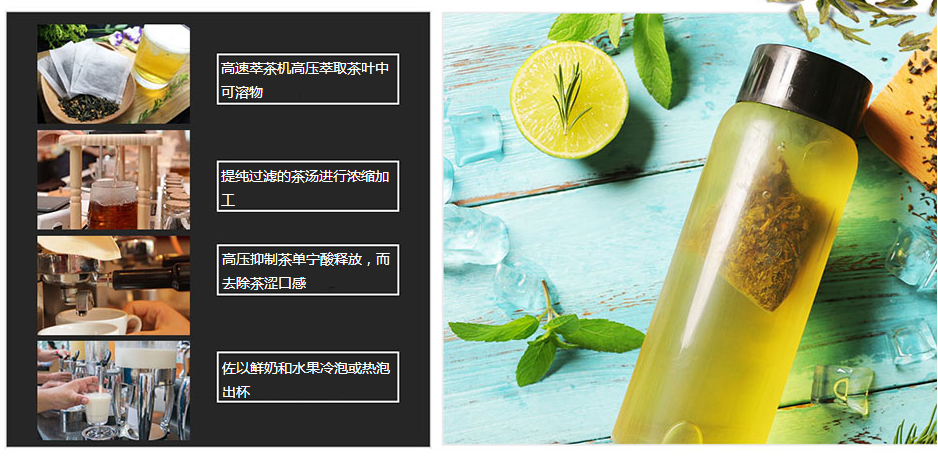 高速萃茶机高压萃取茶叶中
可溶物
提纯过滤的茶汤进行浓缩加
工
高压抑制茶单宁酸释放，而
去除茶涩口感
佐以鲜奶和水果冷泡或热泡
出杯